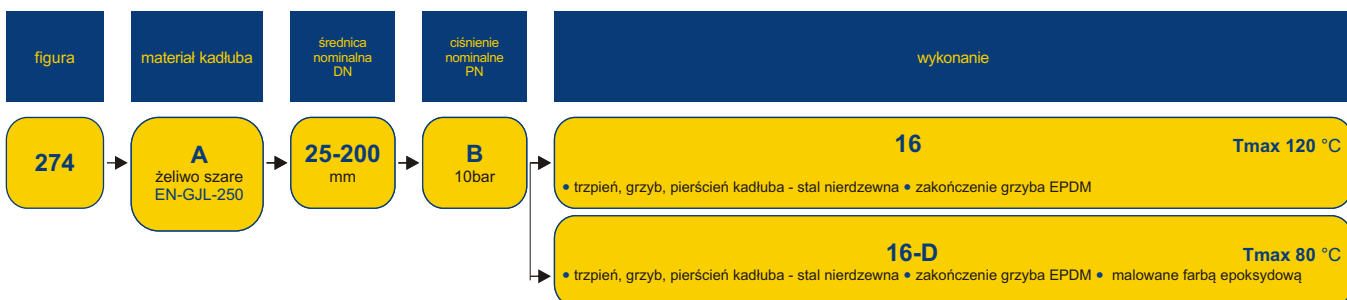 figura
materiał kadłuba
średnica
nominalna
DN
ciśnienie
nominalne
PN
wykonanie
274
A
żeliwo szare
EN-GJL-250
25-200
mm
B
10bar
16 Tmax 120 °C
• trzpień, grzyb, pierścień kadłuba - stal nierdzewna • zakończenie grzyba EPDM
16-D Tmax 80 °C
• trzpień, grzyb, pierścień kadłuba - stal nierdzewna • zakończenie grzyba EPDM • malowane farbą epoksydową